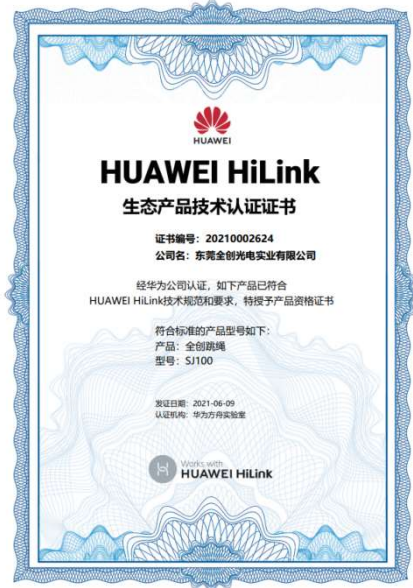 HUAWEI
HUAWEI HiLink
生态产品技术认证证书
证书编号：20210002624
公司名：东莞全创光电实业有限公司
经华为公司认证，如下产品已符合
HUAWEI HiLink技术规范和要求，特授予产品资格证书
符合标准的产品型号如下：
产品：全创跳绳
型号：SJ100
发证日期：2021-06-09
认证机构：华为方舟实验室
Works with
HUAWEI HiLink